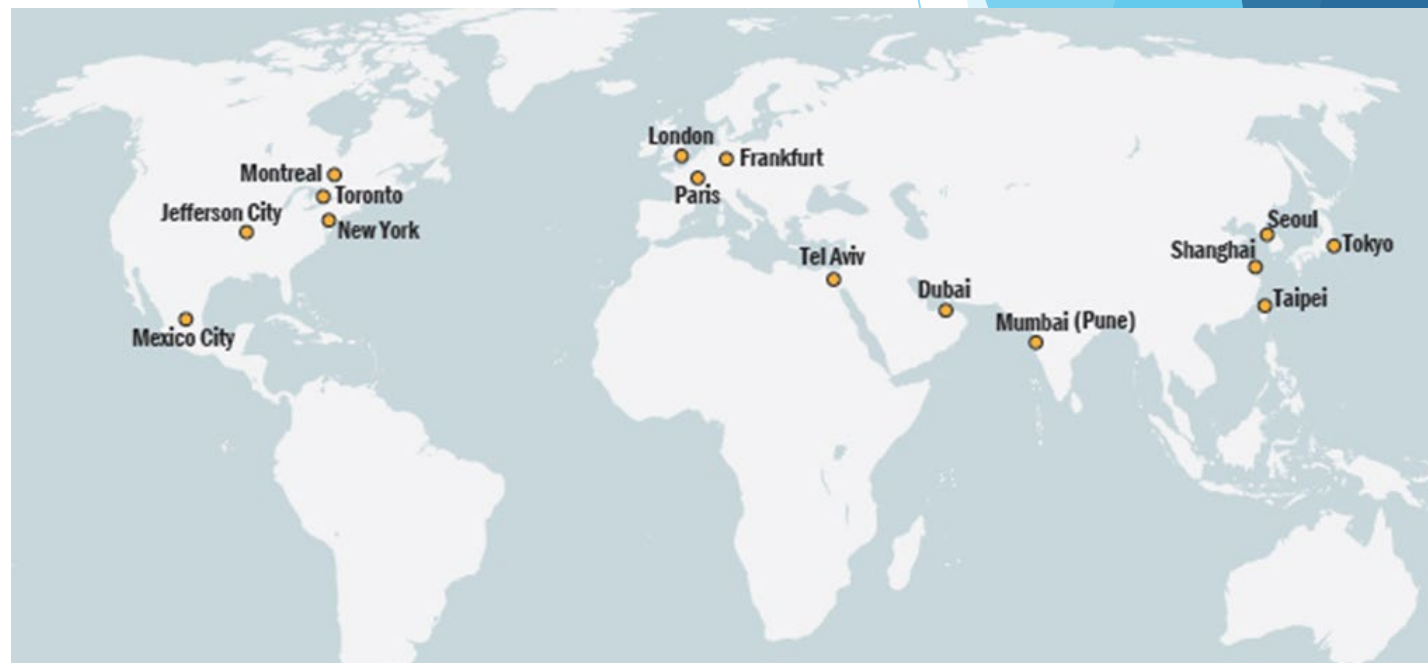 London
Frankfurt
Montreal
Toronto
Paris
Jefferson City
New York
Seoul
Tokyo
Shanghai
Tel Aviv
Dubai
Taipei
Mumbai (Pune)
Mexico City